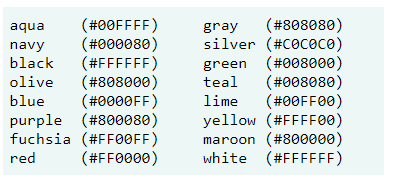 aqua (#00FFFF) gray (#808080)
navy (#000080) silver (#C0C0C0)
black (#FFFFFF) green (#008000)
olive (#808000) teal (#008080)
blue (#0000FF) lime (#00FF00)
purple (#800080) yellow (#FFFF00)
fuchsia (#FF00FF) maroon (#800000)
red (#FF0000) white (#FFFFFF)